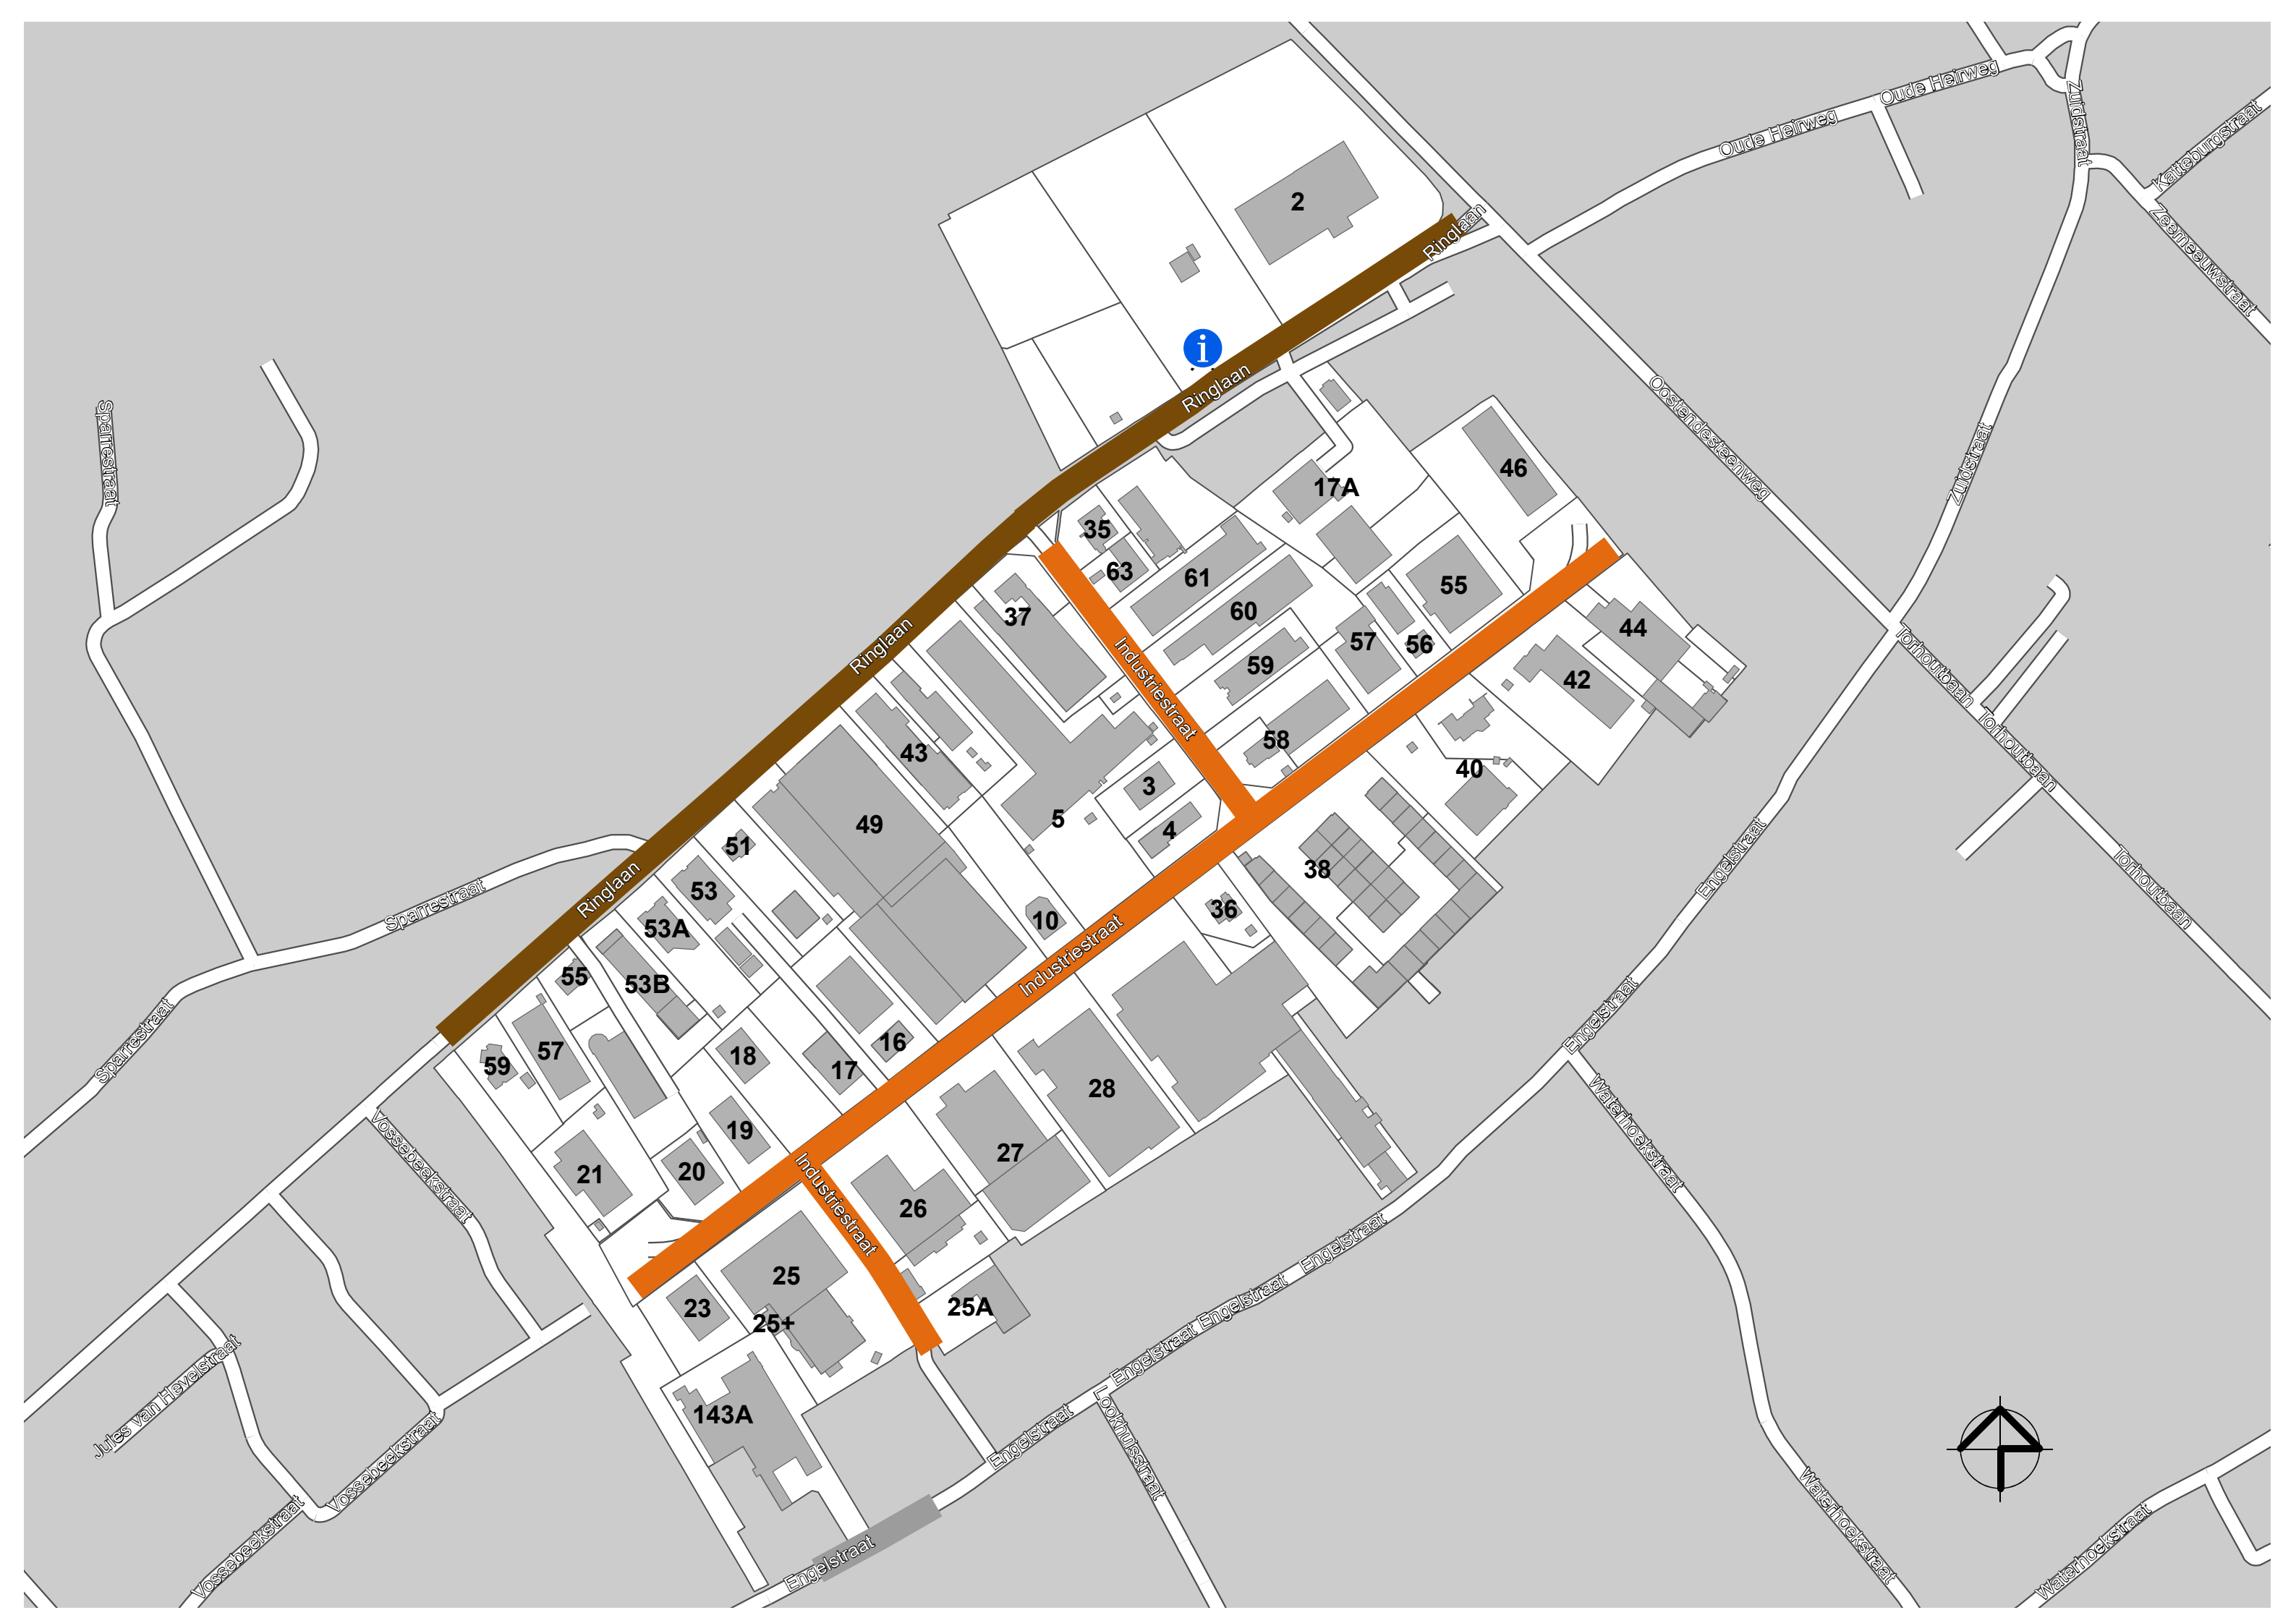 Oude Heirweg
Oude Heirweg
Zuidstraat
Katteburgstraat
Zeemeeuwstraat
2
Ringlaan
i
Ringlaan
Oostendesteenweg
Sparrestraat
Zuidstraat
46
17A
35
63
61
60
55
37
59
57
56
44
42
Industriestraat
Ringlaan
Torhoutbaan
Torhoutbaan
58
43
40
3
5
4
49
51
38
Engelstraat
Torhoutbaan
53
Ringlaan
Sparrestraat
53A
36
10
Industriestraat
55
53B
Sparrestraat
Engelstraat
59
57
18
17
16
28
Waterhoekstraat
Vossebeekstraat
19
20
21
27
Industriestraat
26
Engelstraat
Engelstraat
Engelstraat
25
23
25+
25A
Jules van Hevelstraat
143A
Vossebeekstraat
Engelstraat
Lookhuisstraat
Vossebeekstraat
Engelstraat
Waterhoekstraat
Waterhoekstraat